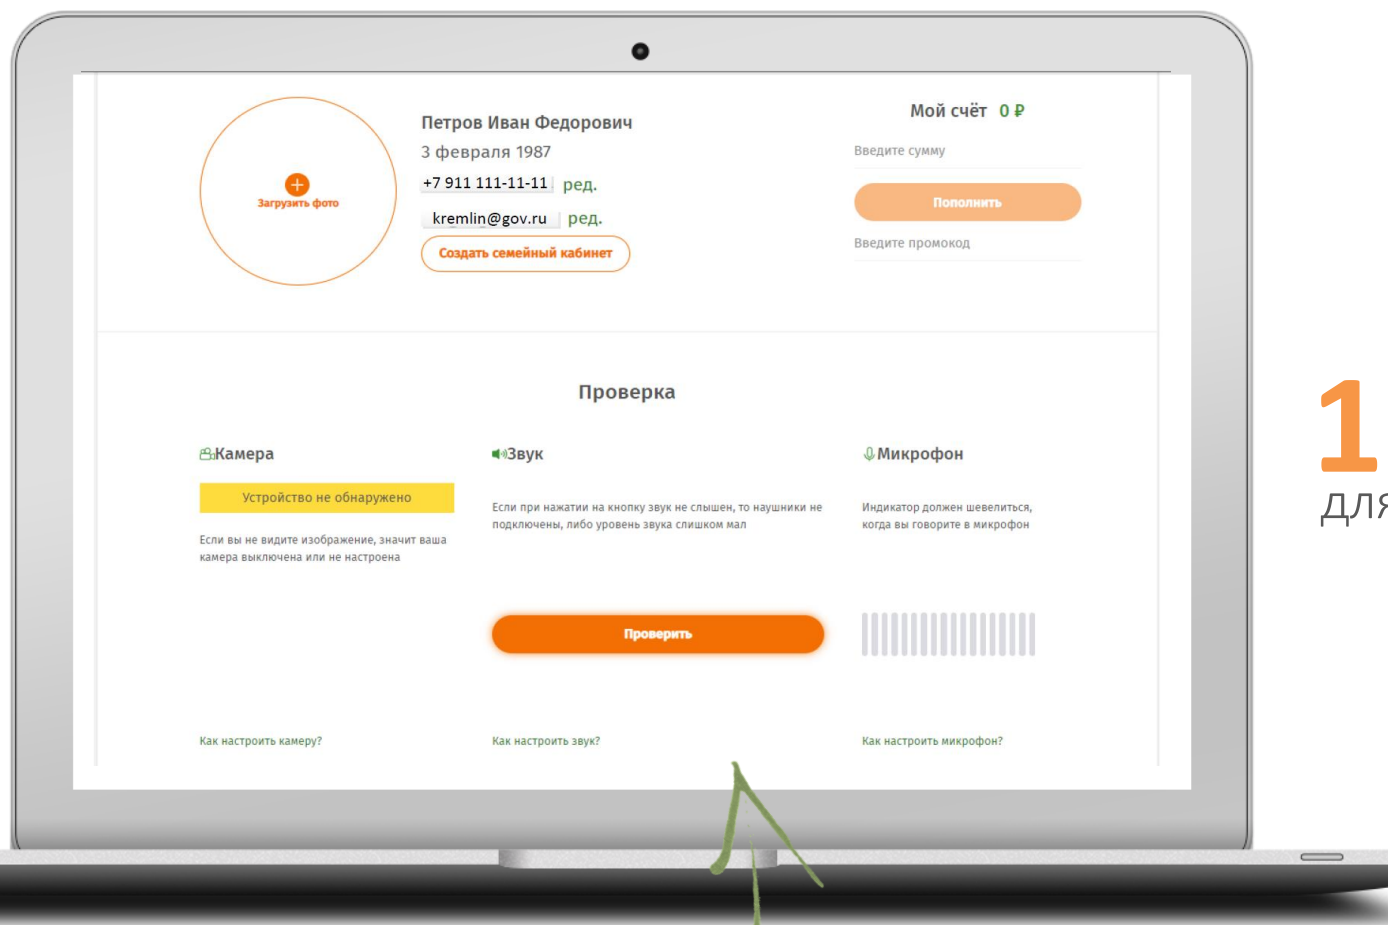 Петров Иван Федорович
3 февраля 1987
+7 911 111-11-11 ред.
kremlin@gov.ru ред.
Загрузить фото
Создать семейный кабинет
Мой счёт 0 ₽
Введите сумму
Пополнить
Введите промокод
Проверка
Камера
Устройство не обнаружено
Если вы не видите изображение, значит ваша
камера выключена или не настроена
Как настроить камеру?
Звук
Если при нажатии на кнопку звук не слышен, то наушники не
подключены, либо уровень звука слишком мал
Проверить
Как настроить звук?
Микрофон
Индикатор должен шевелиться,
когда вы говорите в микрофон
Как настроить микрофон?
1
для